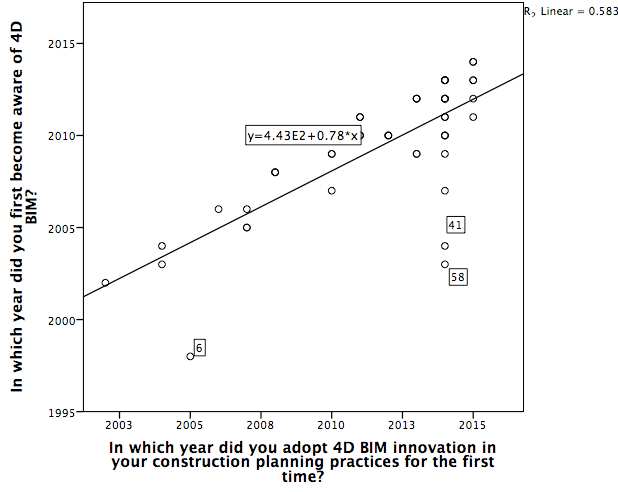 R₂ Linear = 0.583
In which year did you first become aware of 4D
BIM?
2015
2010
2005
2000
1995
y=4.43E2+0.78*x
41
58
6
2003
2005
2008
2010
2013
2015
In which year did you adopt 4D BIM innovation in
your construction planning practices for the first
time?